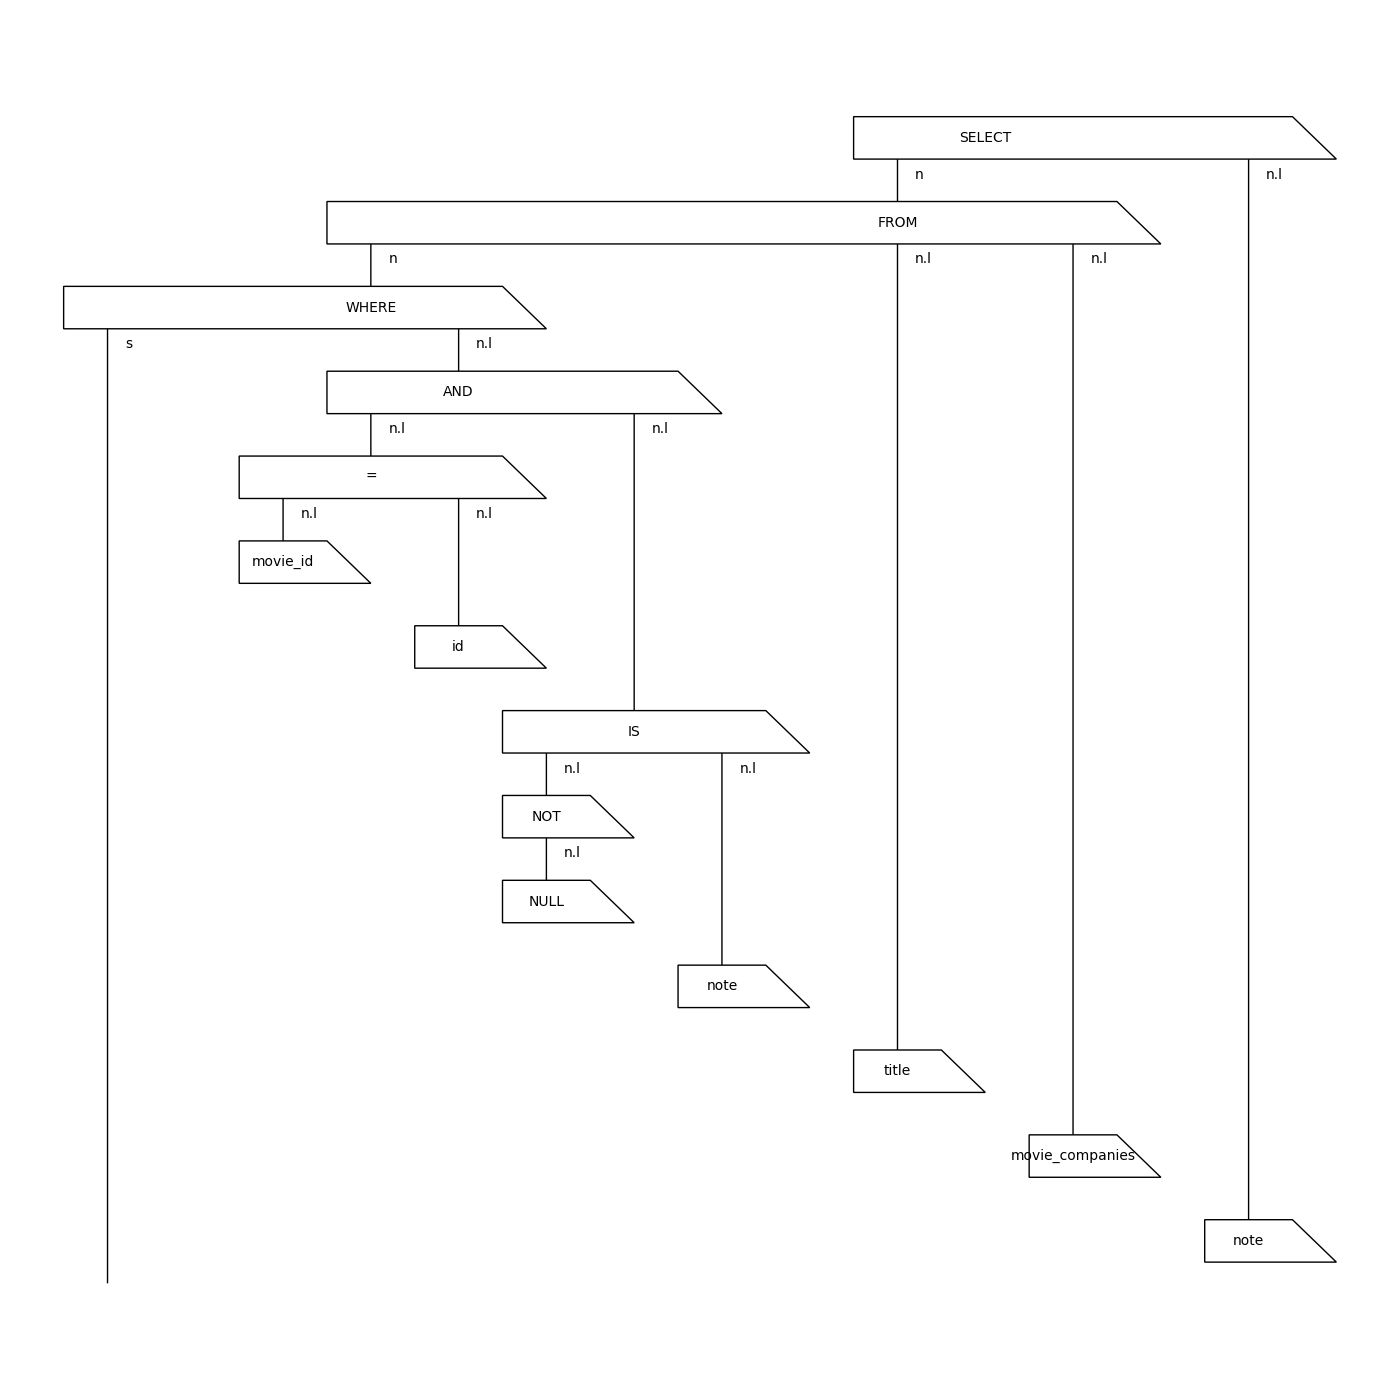 SELECT
n n.l
FROM
n n.l n.l
WHERE
s n.l
AND
n.l n.l
=
n.l n.l
movie_id
id
IS
n.l n.l
NOT
n.l
NULL
note
title
movie_companies
note